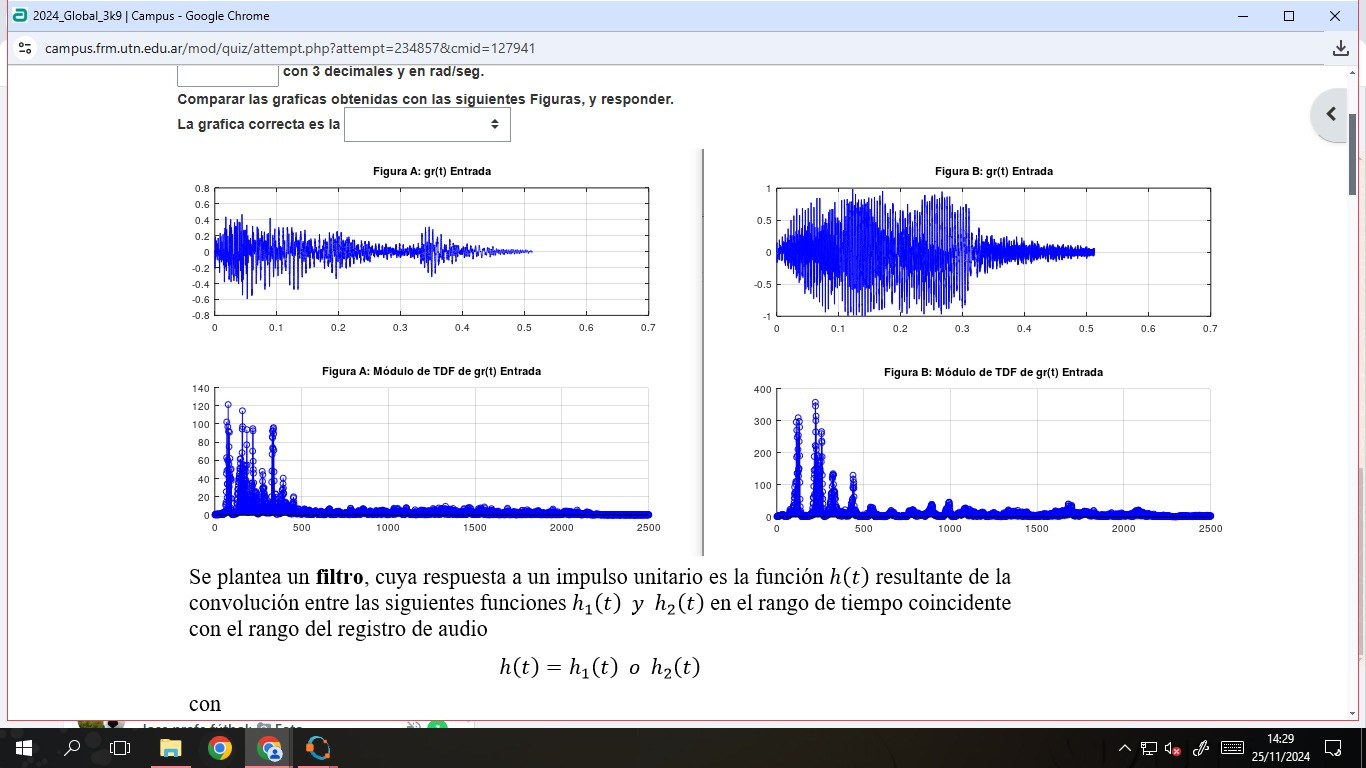 2024_Global_3k9 | Campus - Google Chrome
campus.frm.utn.edu.ar/mod/quiz/attempt.php?attempt=234857&cmid=127941
con 3 decimales y en rad/seg.
Comparar las graficas obtenidas con las siguientes Figuras, y responder.
La grafica correcta es la
Figura A: gr(t) Entrada
0.8
0.6
0.4
0.2
0
-0.2
-0.4
-0.6
-0.8
0 0.1 0.2 0.3 0.4 0.5 0.6 0.7
Figura B: gr(t) Entrada
1
0.5
0
-0.5
-1
0 0.1 0.2 0.3 0.4 0.5 0.6 0.7
Figura A: Módulo de TDF de gr(t) Entrada
140
120
100
80
60
40
20
0
0 500 1000 1500 2000 2500
Figura B: Módulo de TDF de gr(t) Entrada
400
300
200
100
0
0 500 1000 1500 2000 2500
Se plantea un filtro, cuya respuesta a un impulso unitario es la función h(t) resultante de la
convolución entre las siguientes funciones h₁(t) y h₂(t) en el rango de tiempo coincidente
con el rango del registro de audio
h(t) = h₁(t) o h₂(t)
con
14:29
25/11/2024